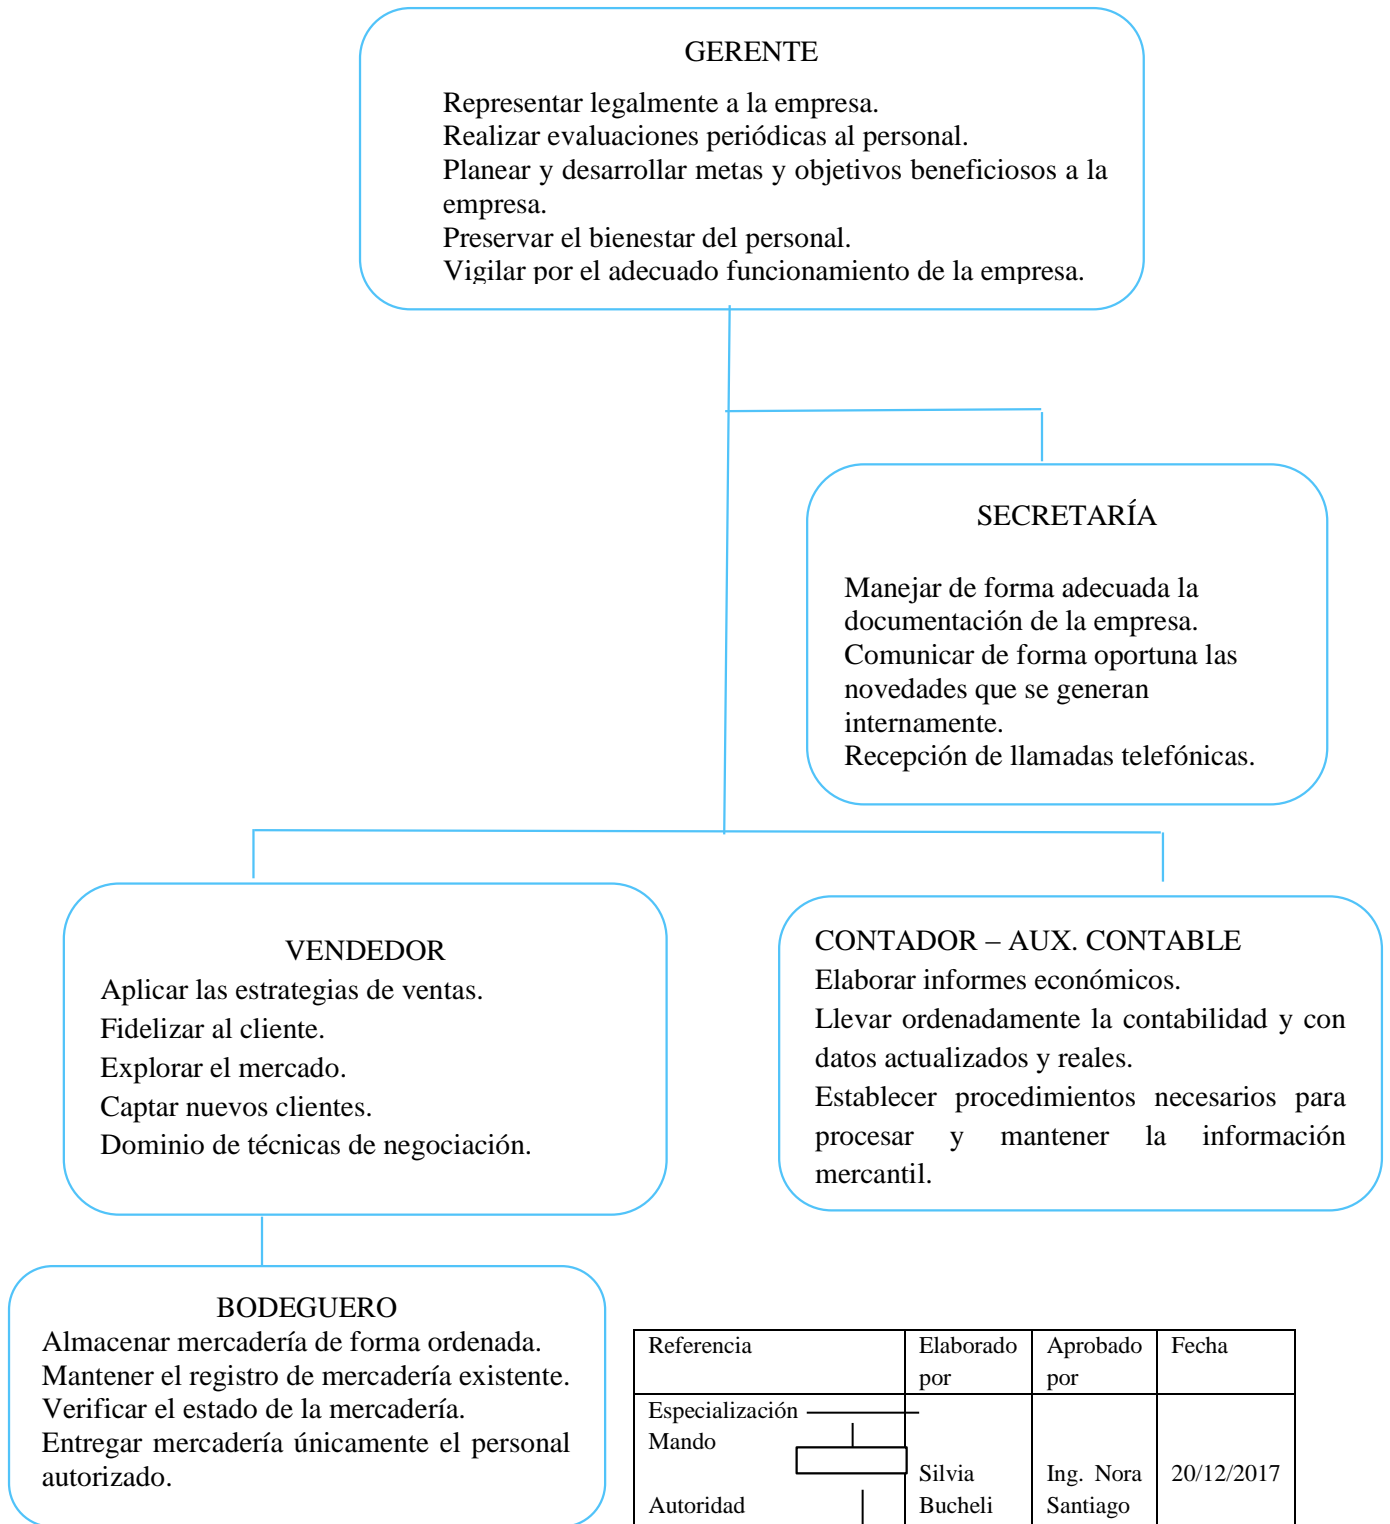 GERENTE
Representar legalmente a la empresa.
Realizar evaluaciones periódicas al personal.
Planear y desarrollar metas y objetivos beneficiosos a la
empresa.
Preservar el bienestar del personal.
Vigilar por el adecuado funcionamiento de la empresa.
SECRETARÍA
Manejar de forma adecuada la
documentación de la empresa.
Comunicar de forma oportuna las
novedades que se generan
internamente.
Recepción de llamadas telefónicas.
VENDEDOR
Aplicar las estrategias de ventas.
Fidelizar al cliente.
Explorar el mercado.
Captar nuevos clientes.
Dominio de técnicas de negociación.
CONTADOR – AUX. CONTABLE
Elaborar informes económicos.
Llevar ordenadamente la contabilidad y con
datos actualizados y reales.
Establecer procedimientos necesarios para
procesar y mantener la información
mercantil.
BODEGUERO
Almacenar mercadería de forma ordenada.
Mantener el registro de mercadería existente.
Verificar el estado de la mercadería.
Entregar mercadería únicamente el personal
autorizado.
Referencia
Elaborado
por
Aprobado
por
Fecha
Especialización
Mando
Autoridad
Silvia
Bucheli
Ing. Nora
Santiago
20/12/2017